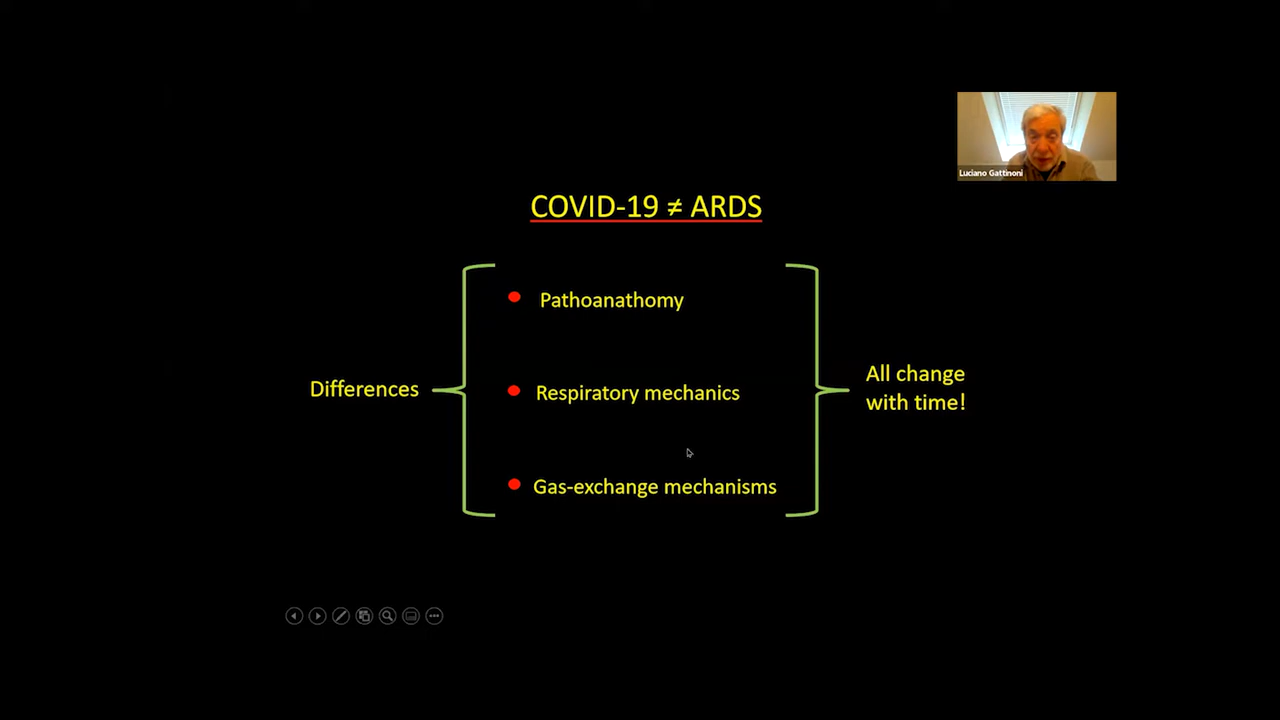 Luciano Gattinoni
COVID-19 ≠ ARDS
Differences
Pathoanathomy
Respiratory mechanics
Gas-exchange mechanisms
All change
with time!